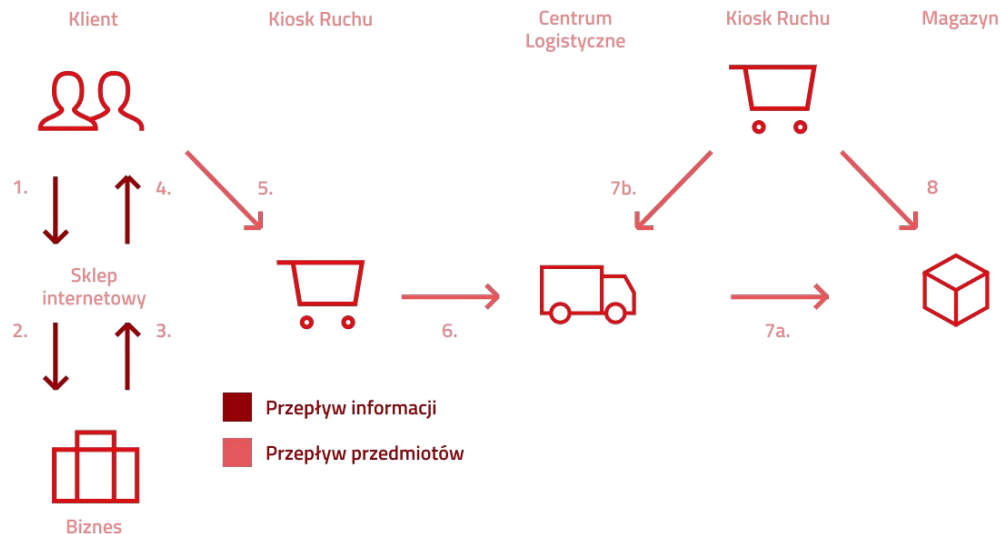 Klient
Kiosk Ruchu
Centrum
Logistyczne
Kiosk Ruchu
Magazyn
1.
4.
5.
7b.
8
Sklep
internetowy
2.
3.
6.
7a.
Przepływ informacji
Przepływ przedmiotów
Biznes